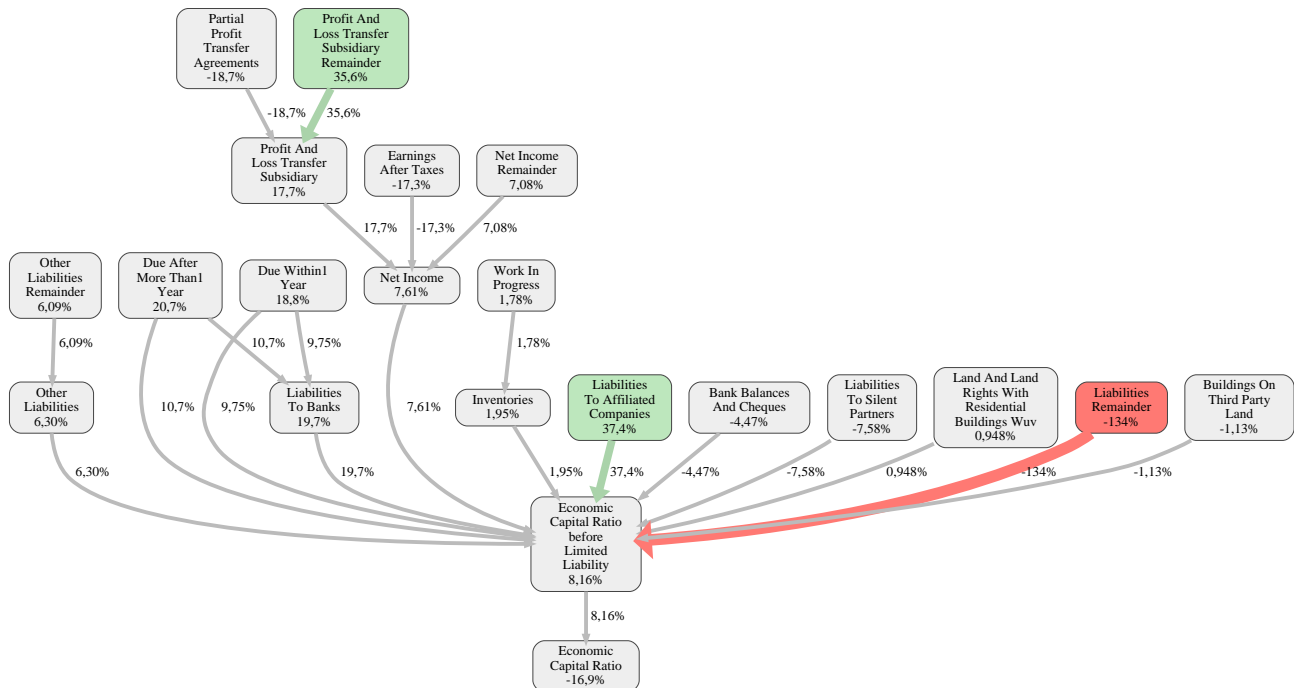 Partial
Profit
Transfer
Agreements
-18,7%
Profit And
Loss Transfer
Subsidiary
Remainder
35,6%
-18,7%
35,6%
Profit And
Loss Transfer
Subsidiary
17,7%
Earnings
After Taxes
-17,3%
Net Income
Remainder
7,08%
17,7%
-17,3%
7,08%
Other
Liabilities
Remainder
6,09%
Due After
More Than1
Year
20,7%
Due Within1
Year
18,8%
Net Income
7,61%
Work In
Progress
1,78%
6,09%
10,7%
9,75%
1,78%
Other
Liabilities
6,30%
10,7%
9,75%
Liabilities
To Banks
19,7%
7,61%
Inventories
1,95%
Liabilities
To Affiliated
Companies
37,4%
Bank Balances
And Cheques
-4,47%
Liabilities
To Silent
Partners
-7,58%
Land And Land
Rights With
Residential
Buildings Wuv
0,948%
Liabilities
Remainder
-134%
Buildings On
Third Party
Land
-1,13%
6,30%
19,7%
1,95%
37,4%
-4,47%
-7,58%
0,948%
-134%
-1,13%
Economic
Capital Ratio
before
Limited
Liability
8,16%
8,16%
Economic
Capital Ratio
-16,9%